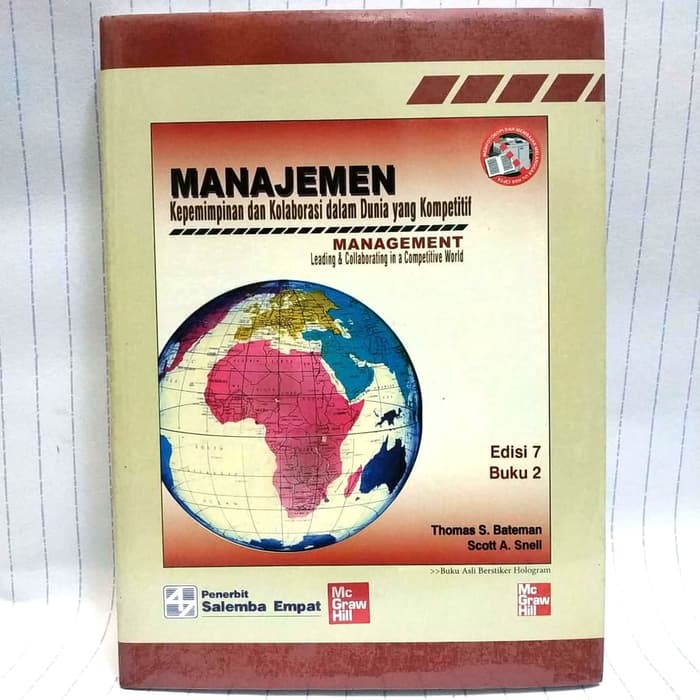 MANAJEMEN
Kepemimpinan dan Kolaborasi dalam Dunia yang Kompetitif
MANAGEMENT
Leading & Collaborating in a Competitive World
Edisi 7
Buku 2
Thomas S. Bateman
Scott A. Snell
>>Buku Asli Berstiker Hologram
Penerbit
Salemba Empat
Mc
Graw
Hill
Mc
Graw
Hill